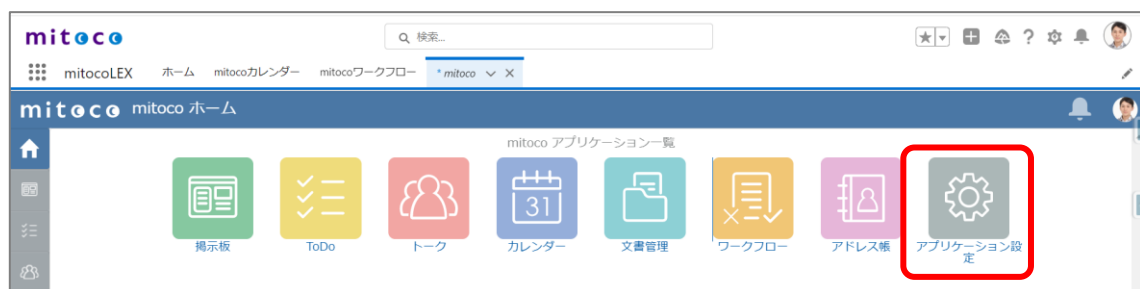 mitoco
検索...
mitocoLEX ホーム mitocoカレンダー mitocoワークフロー * mitoco
mitoco mitoco ホーム
mitoco アプリケーション一覧
31
掲示板 ToDo トーク カレンダー 文書管理 ワークフロー アドレス帳 アプリケーション設
定